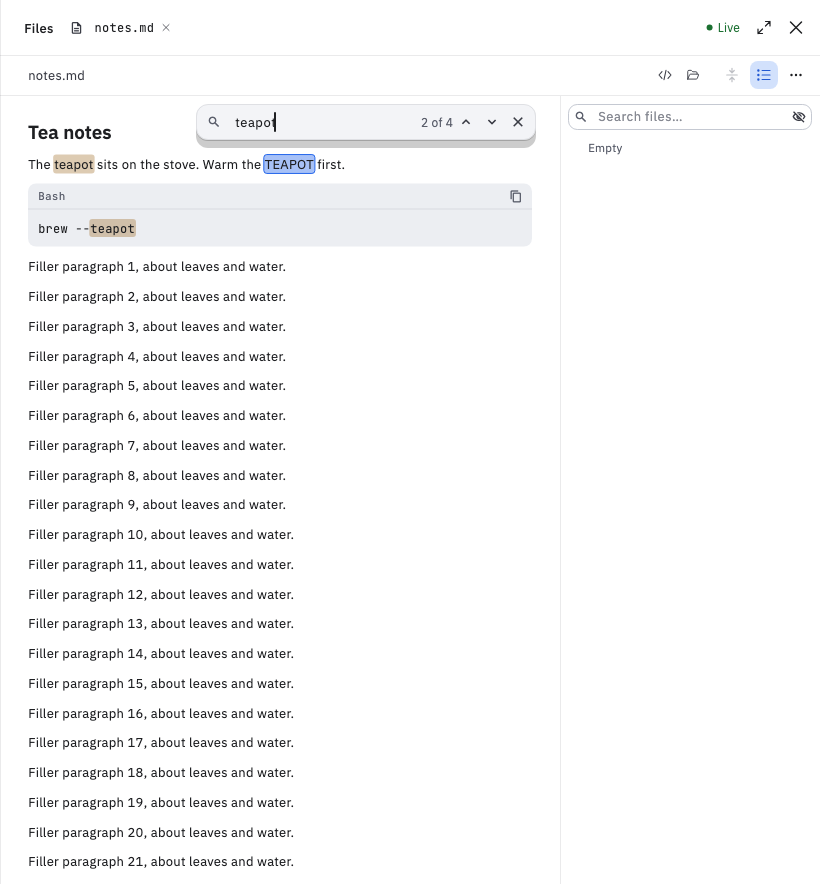 Files notes.md Live
notes.md
teapot 2 of 4
Search files...
Empty
Tea notes
The teapot sits on the stove. Warm the TEAPOT first.
Bash
brew --teapot
Filler paragraph 1, about leaves and water.
Filler paragraph 2, about leaves and water.
Filler paragraph 3, about leaves and water.
Filler paragraph 4, about leaves and water.
Filler paragraph 5, about leaves and water.
Filler paragraph 6, about leaves and water.
Filler paragraph 7, about leaves and water.
Filler paragraph 8, about leaves and water.
Filler paragraph 9, about leaves and water.
Filler paragraph 10, about leaves and water.
Filler paragraph 11, about leaves and water.
Filler paragraph 12, about leaves and water.
Filler paragraph 13, about leaves and water.
Filler paragraph 14, about leaves and water.
Filler paragraph 15, about leaves and water.
Filler paragraph 16, about leaves and water.
Filler paragraph 17, about leaves and water.
Filler paragraph 18, about leaves and water.
Filler paragraph 19, about leaves and water.
Filler paragraph 20, about leaves and water.
Filler paragraph 21, about leaves and water.